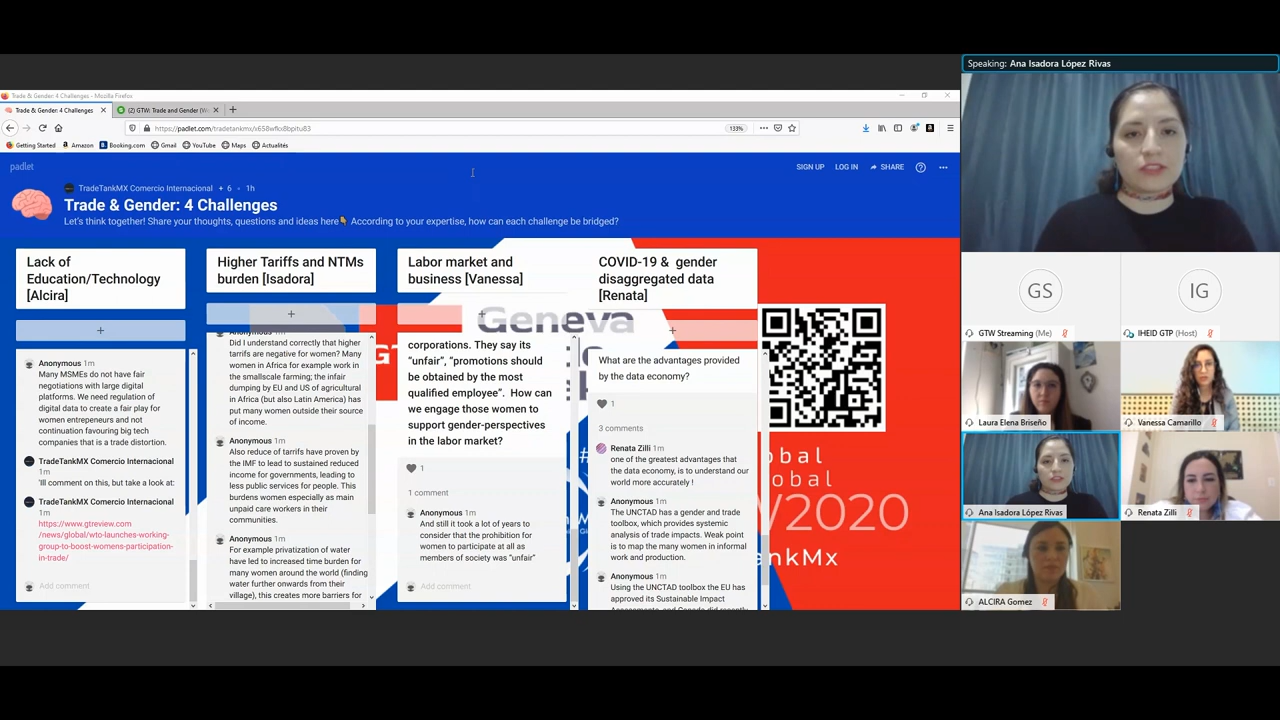 Speaking: Ana Isadora López Rivas
Trade & Gender: 4 Challenges - Mozilla Firefox
Trade & Gender: 4 Challenges
(2) GTW: Trade and Gender (W
https://padlet.com/tradetankmx/x658wfkx8bpitu83
133%
Getting Started
Amazon
Booking.com
Gmail
YouTube
Maps
Actualités
padlet
SIGN UP
LOG IN
SHARE
TradeTankMX Comercio Internacional + 6 • 1h
Trade & Gender: 4 Challenges
Let's think together! Share your thoughts, questions and ideas here👇 According to your expertise, how can each challenge be bridged?
Lack of
Education/Technology
[Alcira]
+
Anonymous 1m
Many MSMEs do not have fair
negotiations with large digital
platforms. We need regulation of
digital data to create a fair play for
women entrepeneurs and not
continuation favouring big tech
companies that is a trade distortion.
TradeTankMX Comercio Internacional
1m
'Ill comment on this, but take a look at:
TradeTankMX Comercio Internacional
1m
https://www.gtreview.com
/news/global/wto-launches-working-
group-to-boost-womens-participation-
in-trade/
Add comment
Higher Tariffs and NTMs
burden [Isadora]
+
Anonymous 1m
Did I understand correctly that higher
tarrifs are negative for women? Many
women in Africa for example work in
the smallscale farming; the infair
dumping by EU and US of agricultural
in Africa (but also Latin America) has
put many women outside their source
of income.
Anonymous 1m
Also reduce of tarrifs have proven by
the IMF to lead to sustained reduced
income for governments, leading to
less public services for people. This
burdens women especially as main
unpaid care workers in their
communities.
Anonymous 1m
For example privatization of water
have led to increased time burden for
many women around the world (finding
water further onwards from their
village), this creates more barriers for
Labor market and
business [Vanessa]
+
corporations. They say its
"unfair", "promotions should
be obtained by the most
qualified employee". How can
we engage those women to
support gender-perspectives
in the labor market?
1
1 comment
Anonymous 1m
And still it took a lot of years to
consider that the prohibition for
women to participate at all as
members of society was "unfair"
Add comment
COVID-19 & gender
disaggregated data
[Renata]
+
What are the advantages provided
by the data economy?
1
3 comments
Renata Zilli 1m
one of the greatest advantages that
the data economy, is to understand our
world more accurately !
Anonymous 1m
The UNCTAD has a gender and trade
toolbox, which provides systemic
analysis of trade impacts. Weak point
is to map the many women in informal
work and production.
Anonymous 1m
Using the UNCTAD toolbox the EU has
approved its Sustainable Impact
Assessments, and Canada did recently
Geneva
obal
lobal
/2020
ankMx
GS
GTW Streaming (Me)
IG
IHEID GTP (Host)
Laura Elena Briseño
Vanessa Camarillo
Ana Isadora López Rivas
Renata Zilli
ALCIRA Gomez